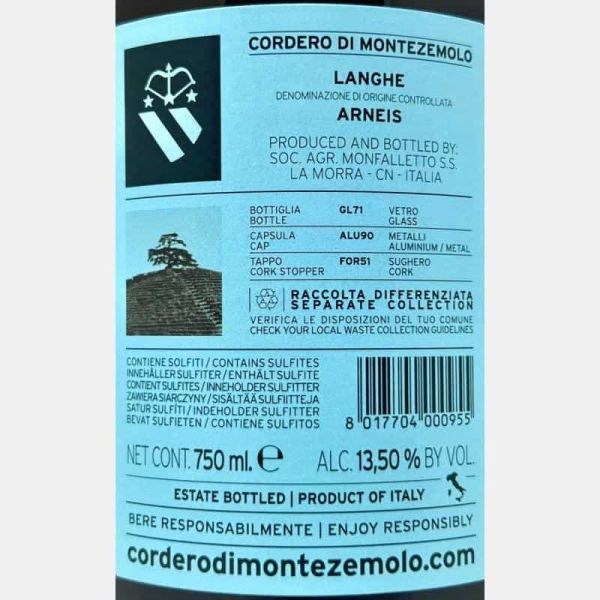 CORDERO DI MONTEZEMOLO
LANGHE
DENOMINAZIONE DI ORIGINE CONTROLLATA
ARNEIS
PRODUCED AND BOTTLED BY:
SOC. AGR. MONFALLETTO S.S.
LA MORRA - CN - ITALIA
BOTTIGLIA GL71 VETRO
BOTTLE GLASS
CAPSULA ALU90 METALLI
CAP ALUMINIUM / METAL
TAPPO FOR51 SUGHERO
CORK STOPPER CORK
RACCOLTA DIFFERENZIATA
SEPARATE COLLECTION
VERIFICA LE DISPOSIZIONI DEL TUO COMUNE
CHECK YOUR LOCAL WASTE COLLECTION GUIDELINES
CONTIENE SOLFITI / CONTAINS SULFITES
INNEHÅLLER SULFITER / ENTHÄLT SULFITE
CONTIENT SULFITES / INNEHOLDER SULFITTER
ZAWIERA SIARCZYNY / SISÄLTÄÄ SULFIITTEJA
SATUR SULFĪTI / INDEHOLDER SULFITTER
BEVAT SULFIETEN / CONTIENE SULFITOS
8 017704 000955
NET CONT. 750 ml. e ALC. 13,50 % BY VOL.
ESTATE BOTTLED | PRODUCT OF ITALY
BERE RESPONSABILMENTE | ENJOY RESPONSIBLY
corderodimontezemolo.com